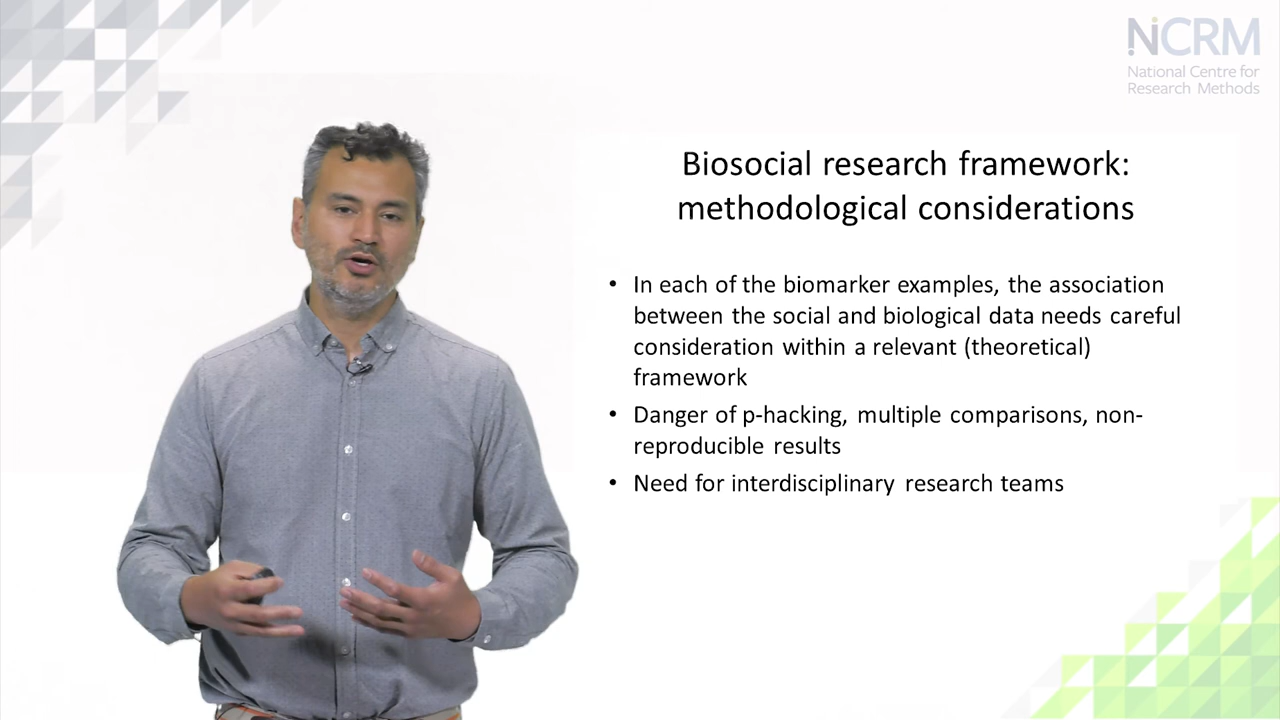 NCRM
National Centre for
Research Methods
Biosocial research framework:
methodological considerations
• In each of the biomarker examples, the association
between the social and biological data needs careful
consideration within a relevant (theoretical)
framework
• Danger of p-hacking, multiple comparisons, non-
reproducible results
• Need for interdisciplinary research teams